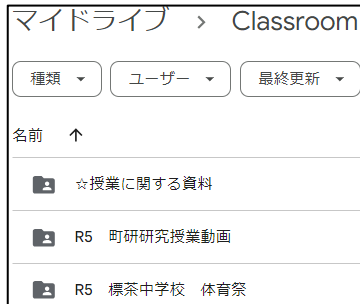 マイドライブ > Classroom
種類 ユーザー 最終更新
名前 ↑
☆授業に関する資料
R5　町研研究授業動画
R5　標茶中学校　体育祭